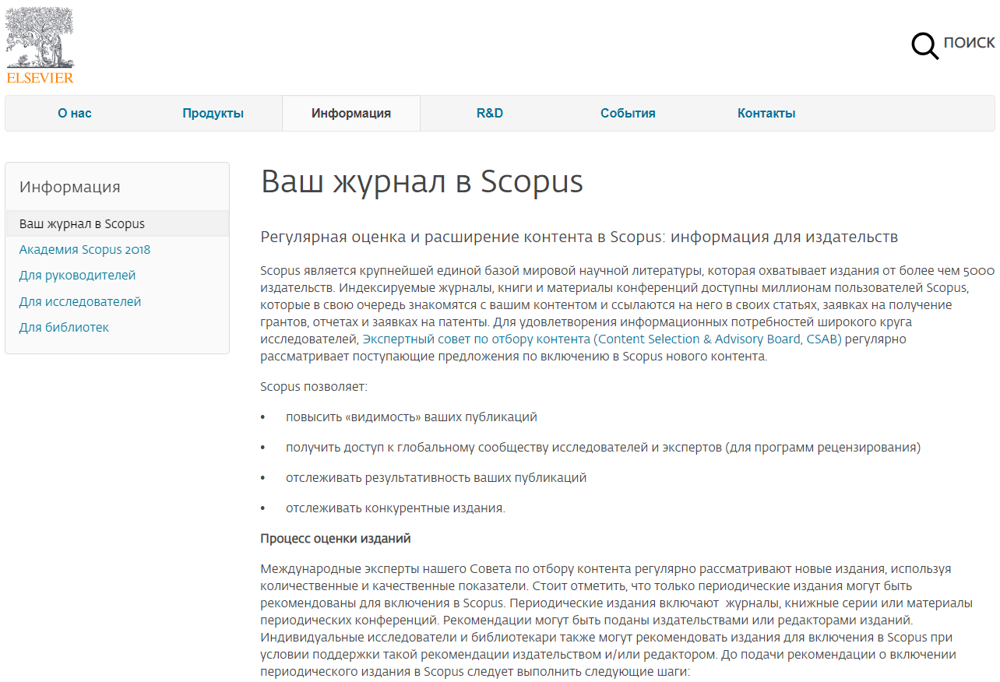 ELSEVIER
ПОИСК
О нас
Продукты
Информация
R&D
События
Контакты
Информация
Ваш журнал в Scopus
Академия Scopus 2018
Для руководителей
Для исследователей
Для библиотек
Ваш журнал в Scopus
Регулярная оценка и расширение контента в Scopus: информация для издательств
Scopus является крупнейшей единой базой мировой научной литературы, которая охватывает издания от более чем 5000
издательств. Индексируемые журналы, книги и материалы конференций доступны миллионам пользователей Scopus,
которые в свою очередь знакомятся с вашим контентом и ссылаются на него в своих статьях, заявках на получение
грантов, отчетах и заявках на патенты. Для удовлетворения информационных потребностей широкого круга
исследователей, Экспертный совет по отбору контента (Content Selection & Advisory Board, CSAB) регулярно
рассматривает поступающие предложения по включению в Scopus нового контента.
Scopus позволяет:
• повысить «видимость» ваших публикаций
• получить доступ к глобальному сообществу исследователей и экспертов (для программ рецензирования)
• отслеживать результативность ваших публикаций
• отслеживать конкурентные издания.
Процесс оценки изданий
Международные эксперты нашего Совета по отбору контента регулярно рассматривают новые издания, используя
количественные и качественные показатели. Стоит отметить, что только периодические издания могут быть
рекомендованы для включения в Scopus. Периодические издания включают журналы, книжные серии или материалы
периодических конференций. Рекомендации могут быть поданы издательствами или редакторами изданий.
Индивидуальные исследователи и библиотекари также могут рекомендовать издания для включения в Scopus при
условии поддержки такой рекомендации издательством и/или редактором. До подачи рекомендации о включении
периодического издания в Scopus следует выполнить следующие шаги: